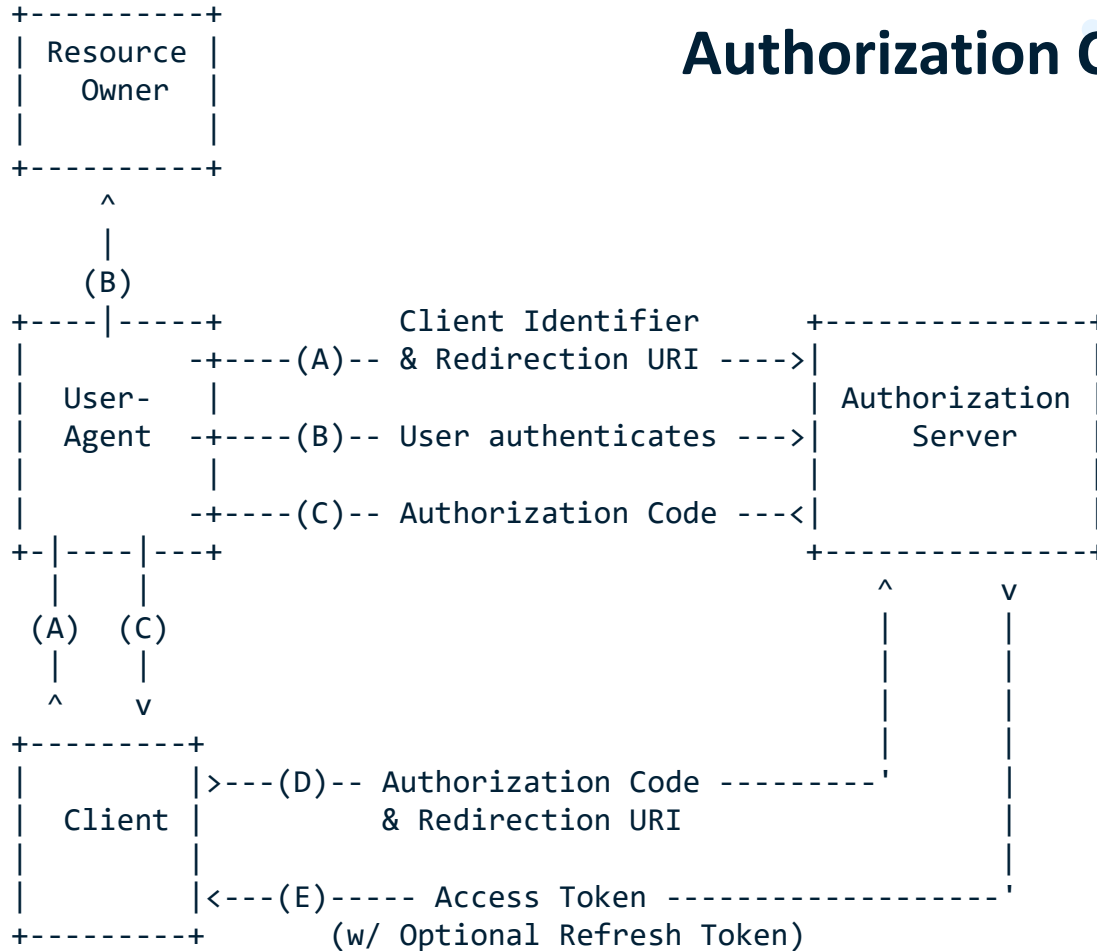 Authorization
+----------+
| Resource |
|   Owner  |
|          |
+----------+
     ^
     |
    (B)
+----|-----+          Client Identifier      +---------------+
|         -+----(A)-- & Redirection URI ---->|               |
|  User-   |                                 | Authorization |
|  Agent  -+----(B)-- User authenticates --->|     Server    |
|          |                                 |               |
|         -+----(C)-- Authorization Code ---<|               |
+-|----|---+                                 +---------------+
  |    |                                         ^      v
 (A)  (C)                                        |      |
  |    |                                         |      |
  ^    v                                         |      |
+---------+                                      |      |
|         |>---(D)-- Authorization Code ---------'      |
|  Client |          & Redirection URI                  |
|         |                                             |
|         |<---(E)----- Access Token -------------------'
+---------+       (w/ Optional Refresh Token)